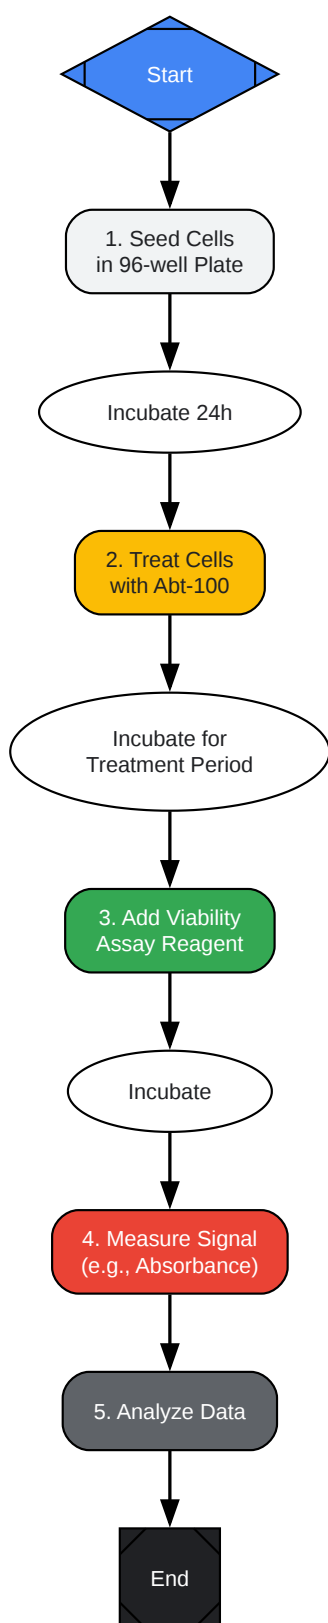 Start
1. Seed Cells
in 96-well Plate
Incubate 24h
2. Treat Cells
with Abt-100
Incubate for
Treatment Period
3. Add Viability
Assay Reagent
Incubate
4. Measure Signal
(e.g., Absorbance)
5. Analyze Data
End